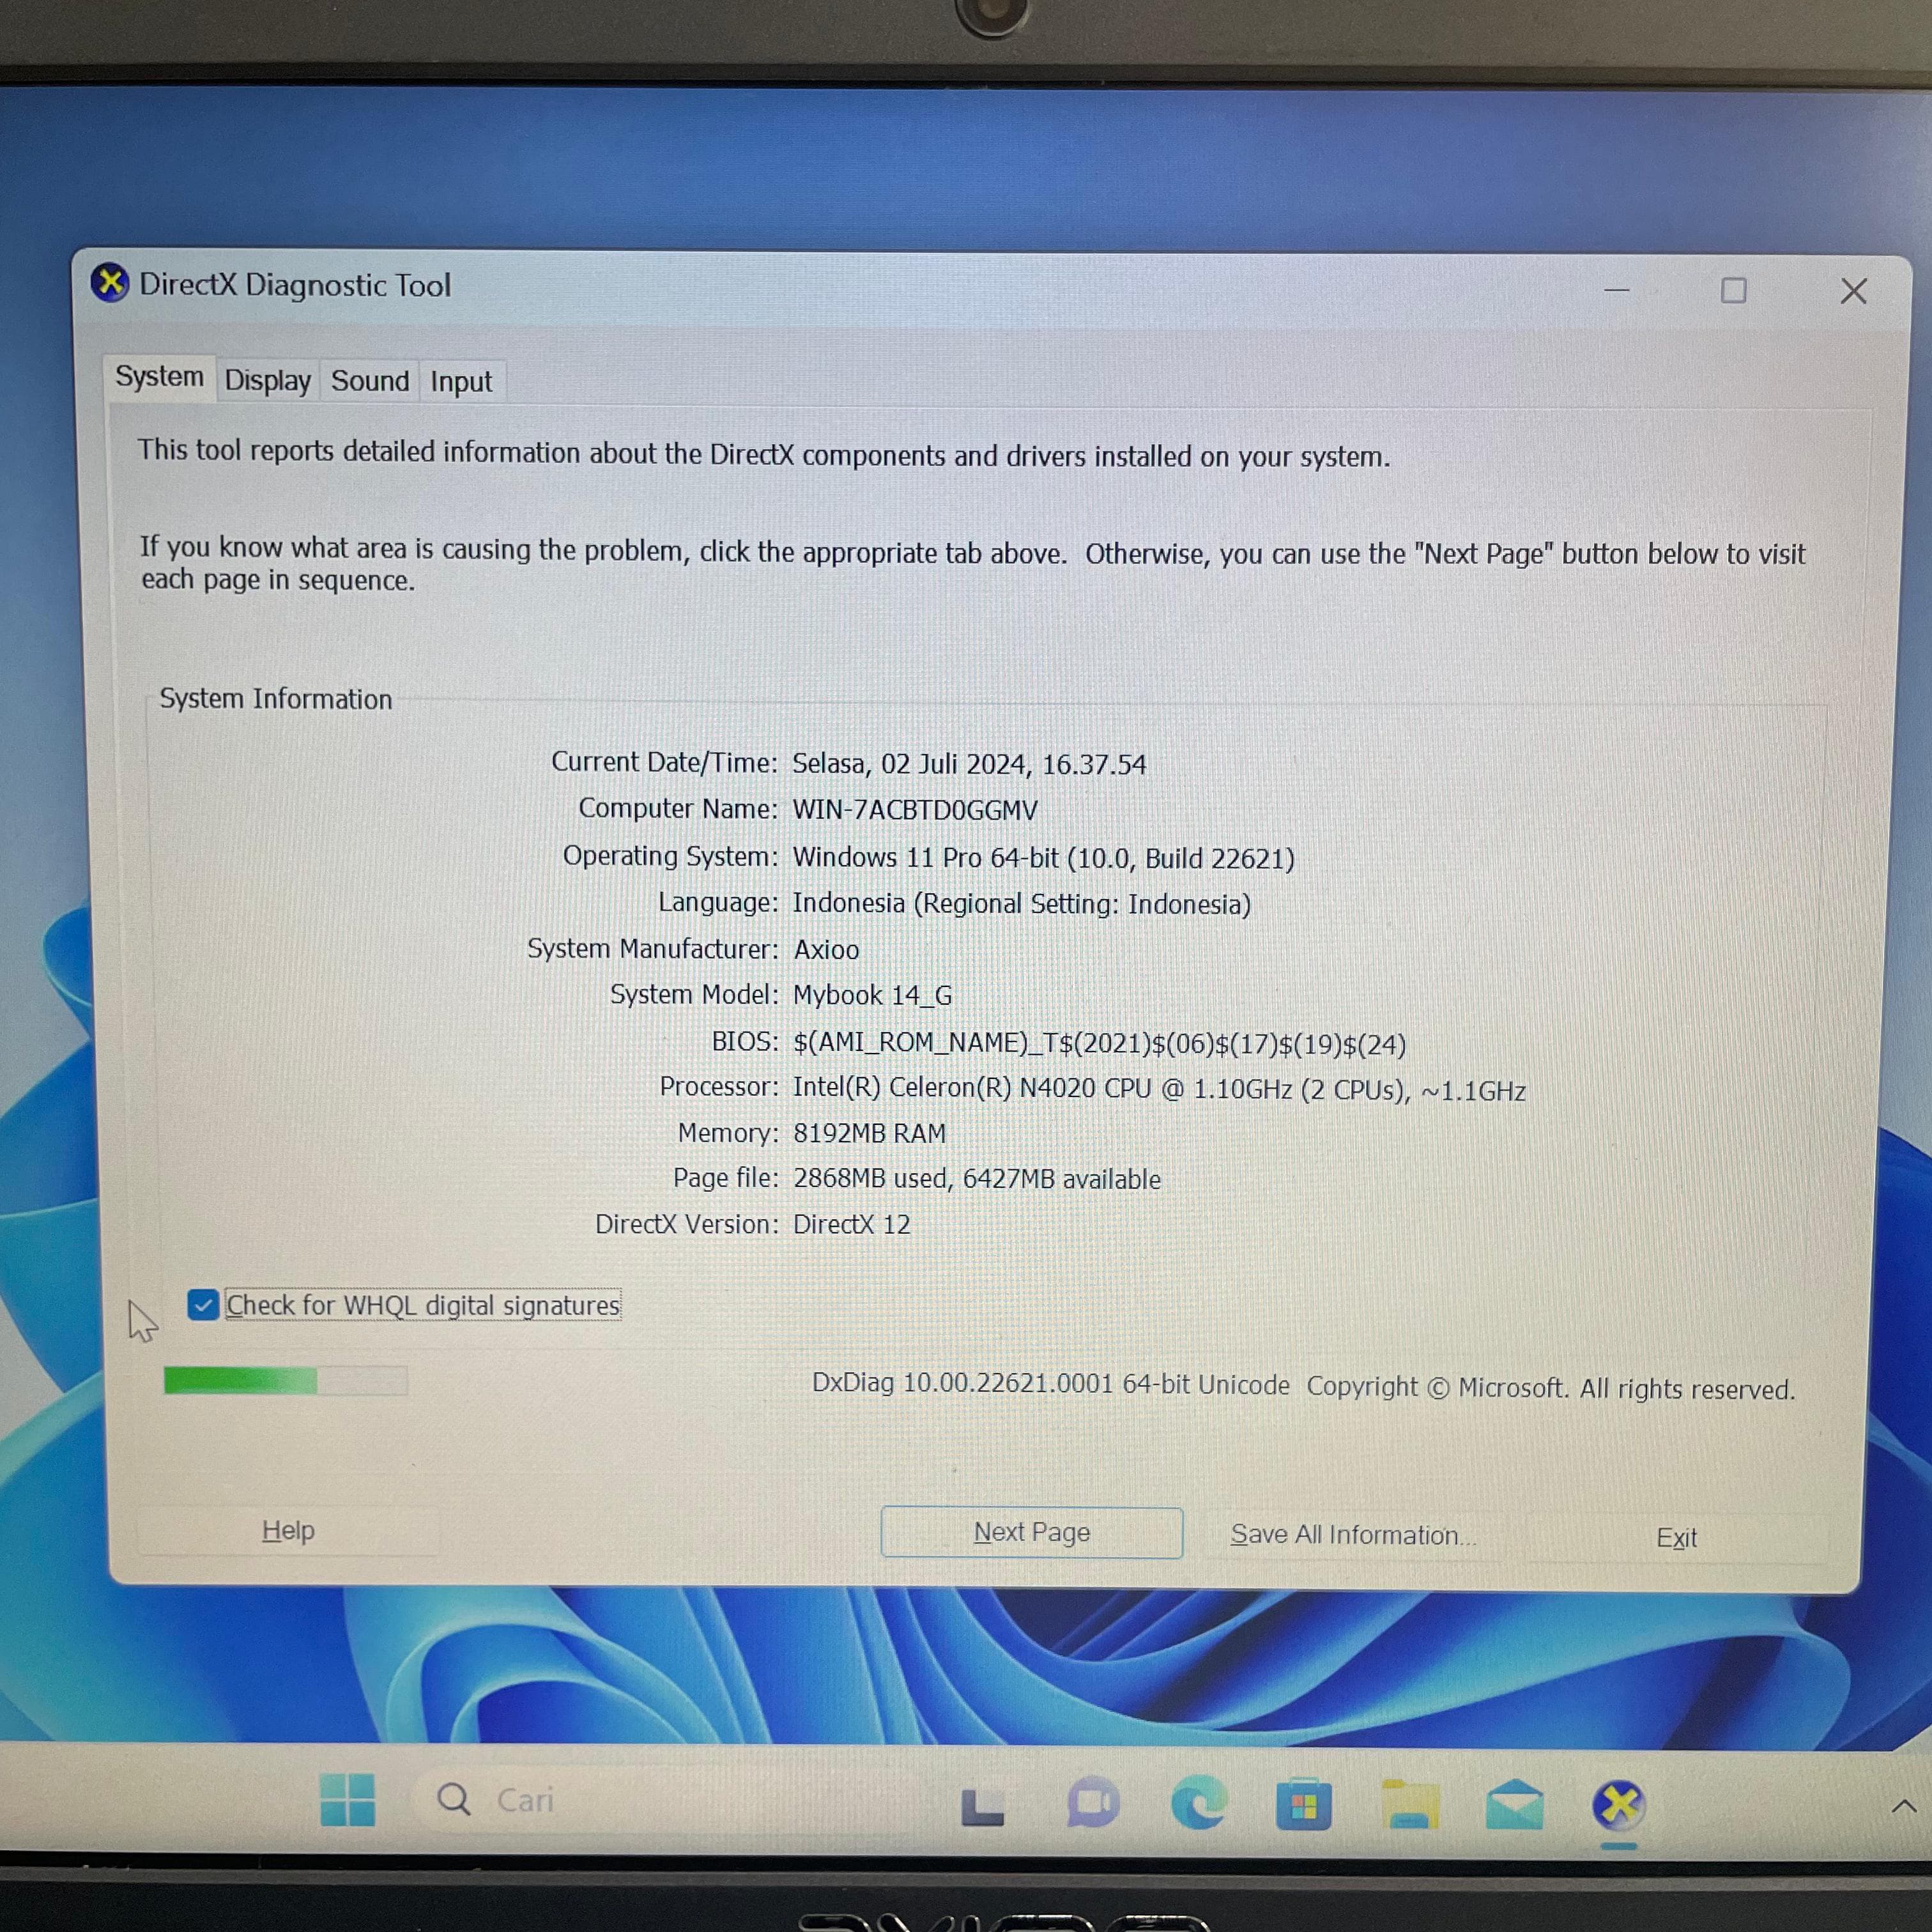 DirectX Diagnostic Tool
System Display Sound Input
This tool reports detailed information about the DirectX components and drivers installed on your system.
If you know what area is causing the problem, click the appropriate tab above. Otherwise, you can use the "Next Page" button below to visit
each page in sequence.
System Information
Current Date/Time: Selasa, 02 Juli 2024, 16.37.54
Computer Name: WIN-7ACBTD0GGMV
Operating System: Windows 11 Pro 64-bit (10.0, Build 22621)
Language: Indonesia (Regional Setting: Indonesia)
System Manufacturer: Axioo
System Model: Mybook 14_G
BIOS: $(AMI_ROM_NAME)_T$(2021)$(06)$(17)$(19)$(24)
Processor: Intel(R) Celeron(R) N4020 CPU @ 1.10GHz (2 CPUs), ~1.1GHz
Memory: 8192MB RAM
Page file: 2868MB used, 6427MB available
DirectX Version: DirectX 12
Check for WHQL digital signatures
DxDiag 10.00.22621.0001 64-bit Unicode Copyright © Microsoft. All rights reserved.
Help Next Page Save All Information... Exit
Cari